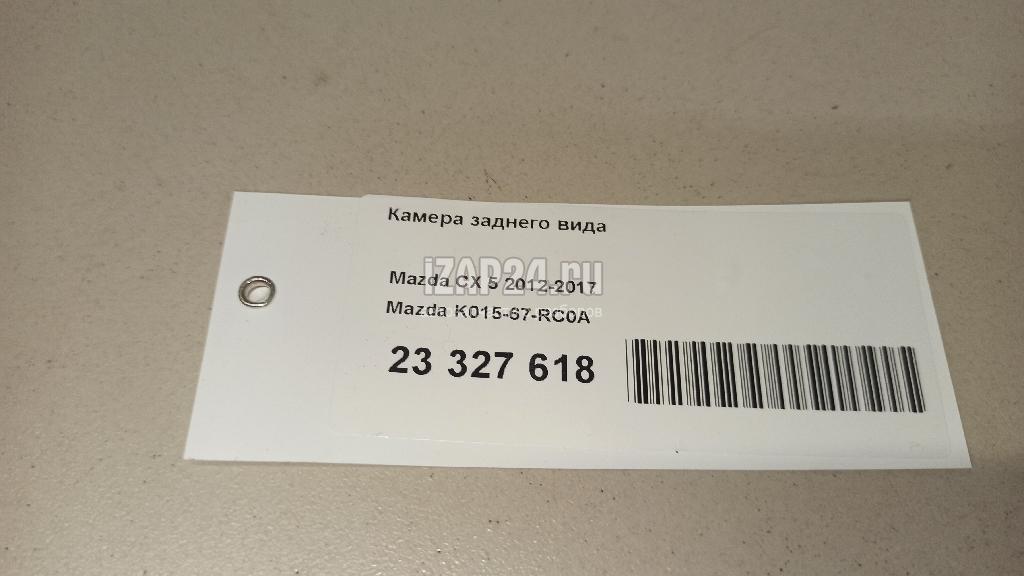 Камера заднего вида
iZAP24.ru
Mazda CX 5 2012-2017
Mazda K015-67-RC0A
23 327 618